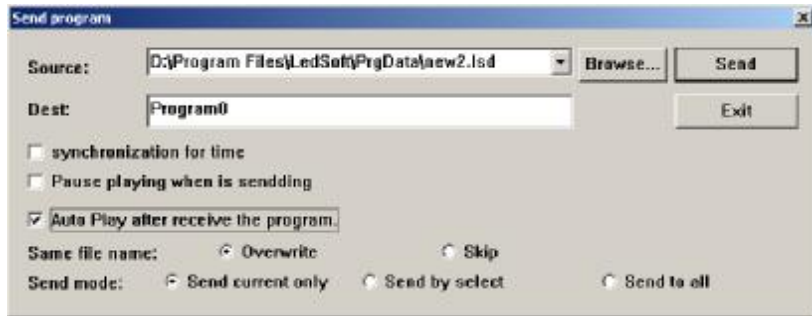 Send program
Source: D:\Program Files\LedSoft\PrgData\new2.lsd Browse... Send
Dest: Program0 Exit
synchronization for time
Pause playing when is sendding
Auto Play after receive the program.
Same file name: Overwrite Skip
Send mode: Send current only Send by select Send to all